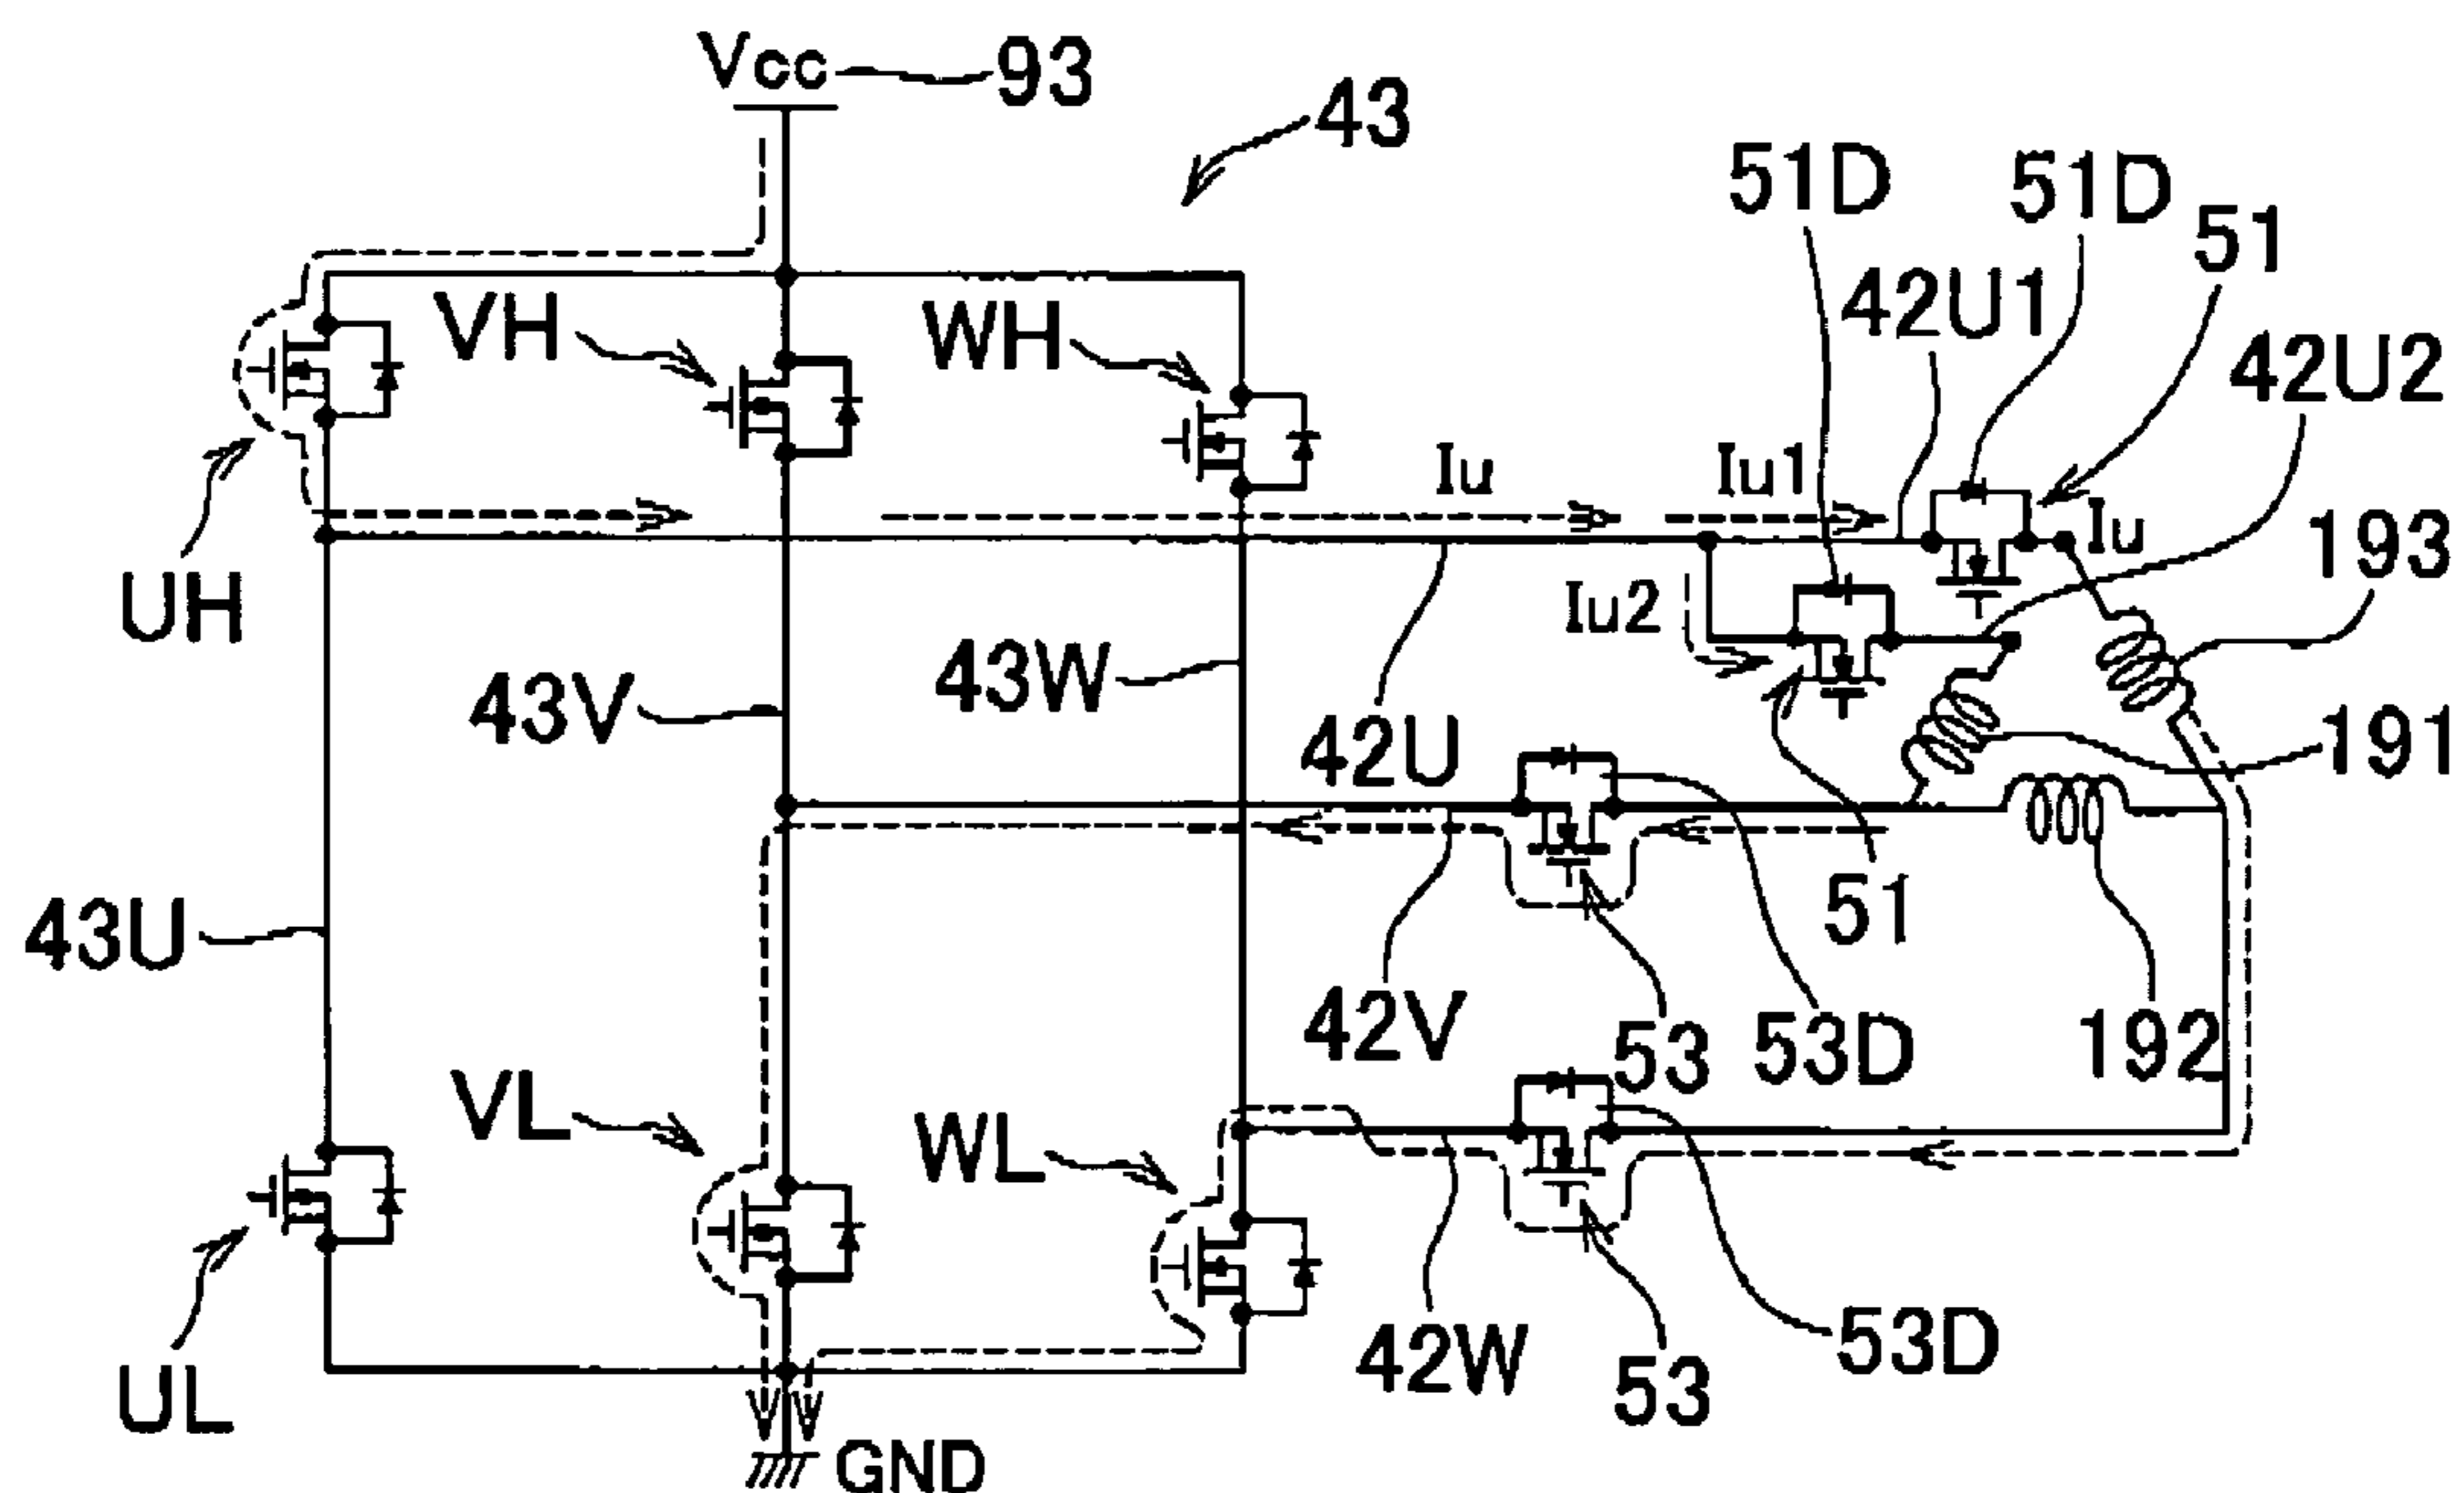 Vcc 93
43
51D 51D 51
VH WH 42U1 42U2
Iu Iu1 Iu 193
UH Iu2
43V 43W 42U 191
43U 51
42V 53 53D 192
VL WL
42W 53 53D
UL
GND